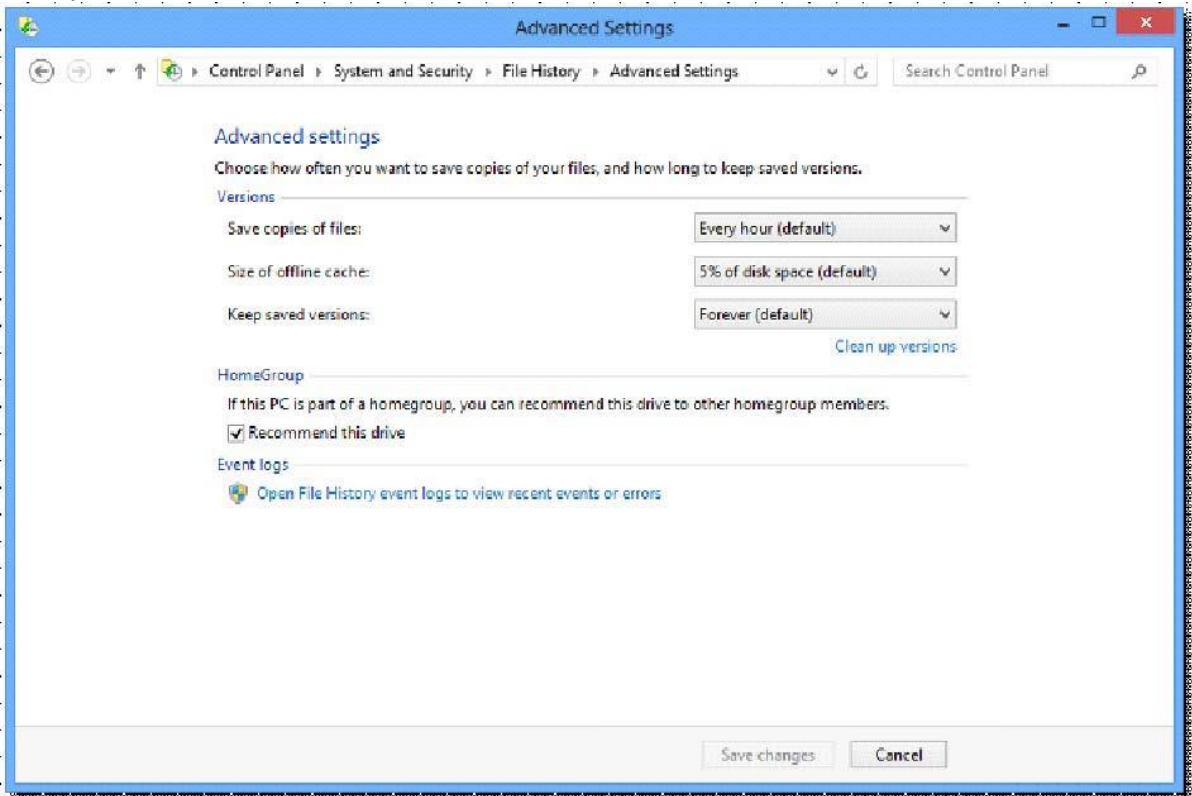 Advanced Settings
Control Panel System and Security File History Advanced Settings
Search Control Panel
Advanced settings
Choose how often you want to save copies of your files, and how long to keep saved versions.
Versions
Save copies of files: Every hour (default)
Size of offline cache: 5% of disk space (default)
Keep saved versions: Forever (default)
Clean up versions
HomeGroup
If this PC is part of a homegroup, you can recommend this drive to other homegroup members.
Recommend this drive
Event logs
Open File History event logs to view recent events or errors
Save changes Cancel